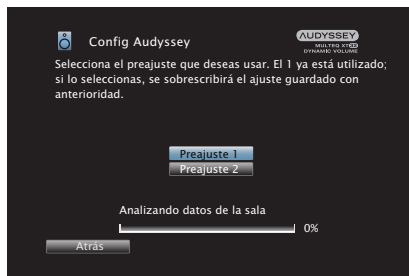 Config Audyssey
AUDYSSEY
MULTEQ XT32
DYNAMIC VOLUME
Selecciona el preajuste que deseas usar. El 1 ya está utilizado;
si lo seleccionas, se sobrescribirá el ajuste guardado con
anterioridad.
Preajuste 1
Preajuste 2
Analizando datos de la sala
0%
Atrás